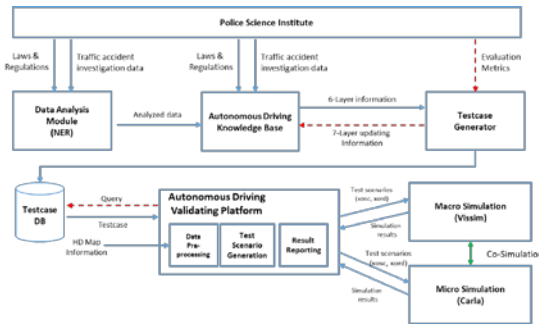 Police Science Institute
Laws &
Regulations
Traffic accident
investigation data
Laws &
Regulations
Traffic accident
investigation data
Evaluation
Metrics
Data Analysis
Module
(NER)
Analyzed data
Autonomous Driving
Knowledge Base
6-Layer information
7-Layer updating
Information
Testcase
Generator
Testcase
DB
Query
Testcase
HD Map
Information
Autonomous Driving
Validating Platform
Data
Pre-
processing
Test
Scenario
Generation
Result
Reporting
Test scenarios
(xosc, xord)
Simulation
results
Test scenarios
(xosc, xord)
Simulation
results
Macro Simulation
(Vissim)
Co-Simulation
Micro Simulation
(Carla)